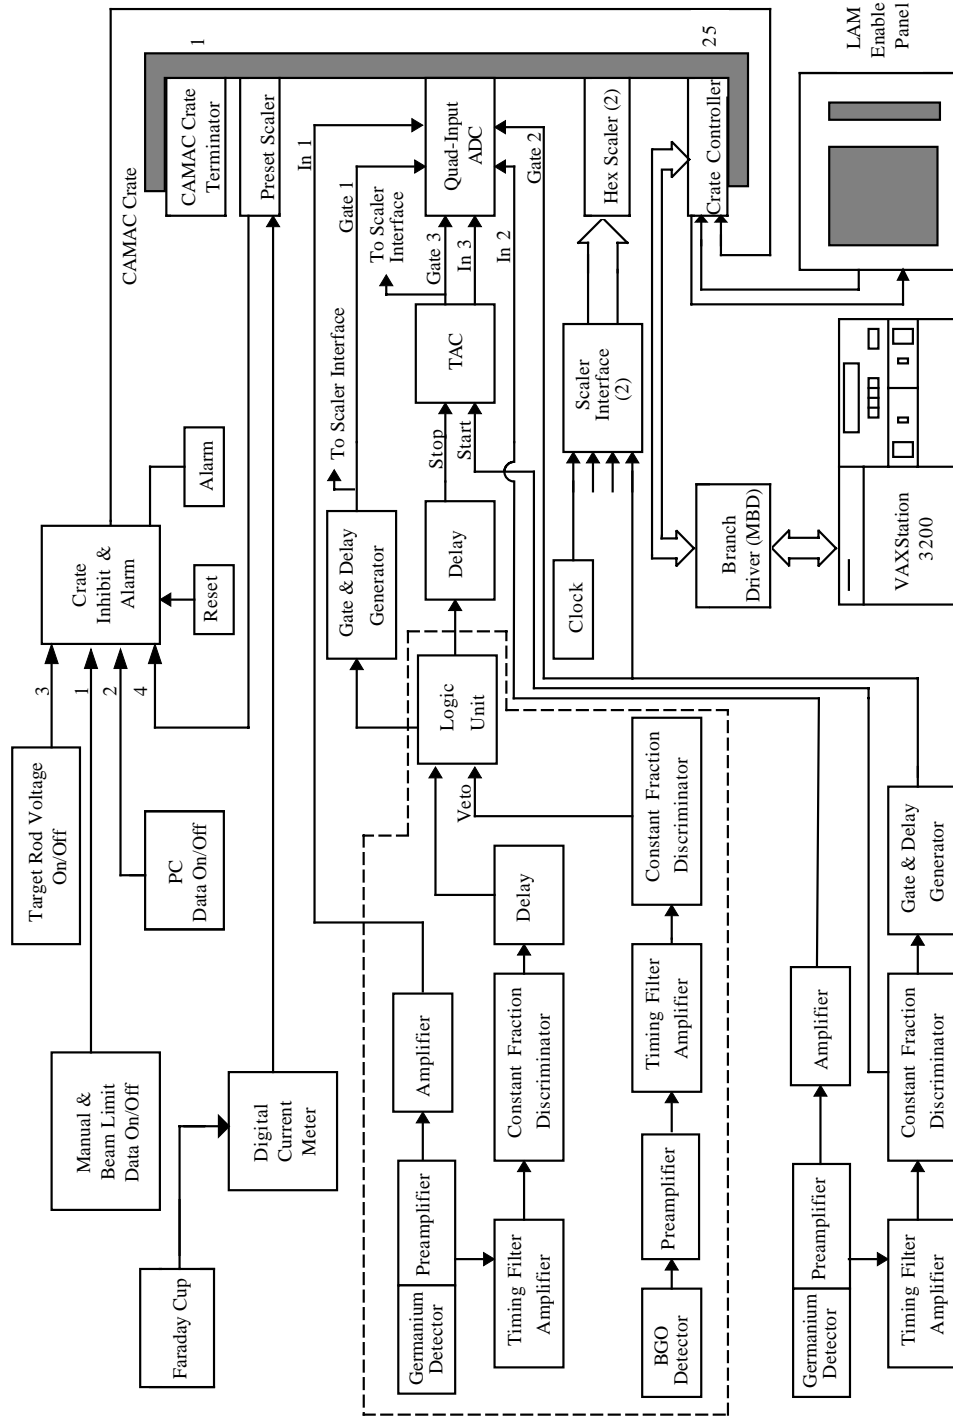 Faraday Cup
Manual &
Beam Limit
Data On/Off
Target Rod Voltage
On/Off
PC
Data On/Off
3
1
2
4
Crate
Inhibit &
Alarm
Reset
Alarm
CAMAC Crate
1
CAMAC Crate
Terminator
Preset Scaler
Digital
Current
Meter
In 1
To Scaler Interface
Gate 1
To Scaler
Interface
Gate & Delay
Generator
Germanium
Detector
Preamplifier
Amplifier
Logic
Unit
Delay
Stop
Start
TAC
Gate 3
In 3
In 2
Quad-Input
ADC
Gate 2
Timing Filter
Amplifier
Constant Fraction
Discriminator
Delay
Veto
Clock
Scaler
Interface
(2)
Hex Scaler (2)
BGO
Detector
Preamplifier
Timing Filter
Amplifier
Constant Fraction
Discriminator
Branch
Driver (MBD)
Crate Controller
25
Germanium
Detector
Preamplifier
Amplifier
Timing Filter
Amplifier
Constant Fraction
Discriminator
Gate & Delay
Generator
VAXStation
3200
LAM
Enable
Panel